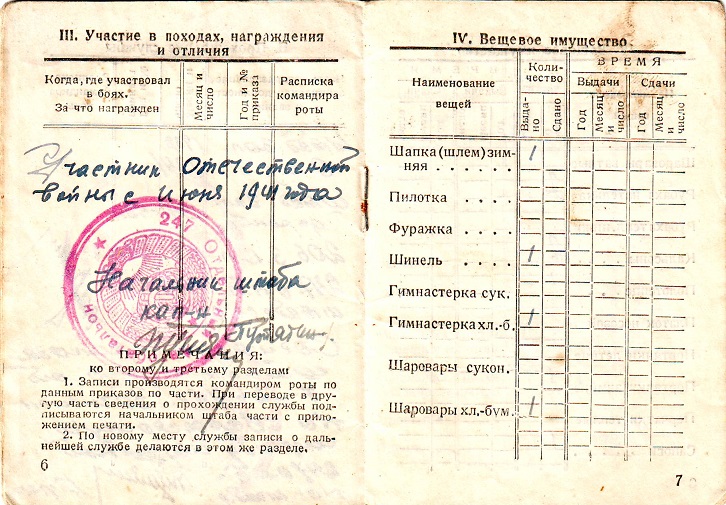 III. Участие в походах, награждения
и отличия
Когда, где участвовал
в боях.
За что награжден
Месяц и
число
Год и №
приказа
Расписка
командира
роты
Участник Отечественной
войны с Июня 1941 года
247 Отдельн
альон
Начальник штаба
кап-н
ПРИМЕЧАНИЯ:
ко второму и третьему разделам:
1. Записи производятся командиром роты по
данным приказов по части. При переводе в дру-
гую часть сведения о прохождении службы под-
писываются начальником штаба части с прило-
жением печати.
2. По новому месту службы записи о даль-
нейшей службе делаются в этом же разделе.
6
IV. Вещевое имущество.
Наименование
вещей
Коли-
чество
ВРЕМЯ
Выдачи
Сдачи
Выда-
но
Сдано
Год
Месяц
и число
Год
Месяц
и число
Шапка (шлем) зим-
няя . . . . . . 1
Пилотка . . . .
Фуражка . . . .
Шинель . . . . 1
Гимнастерка сук.
Гимнастерка хл.-б. 1
Шаровары сукон.
Шаровары хл.-бум. 1
7